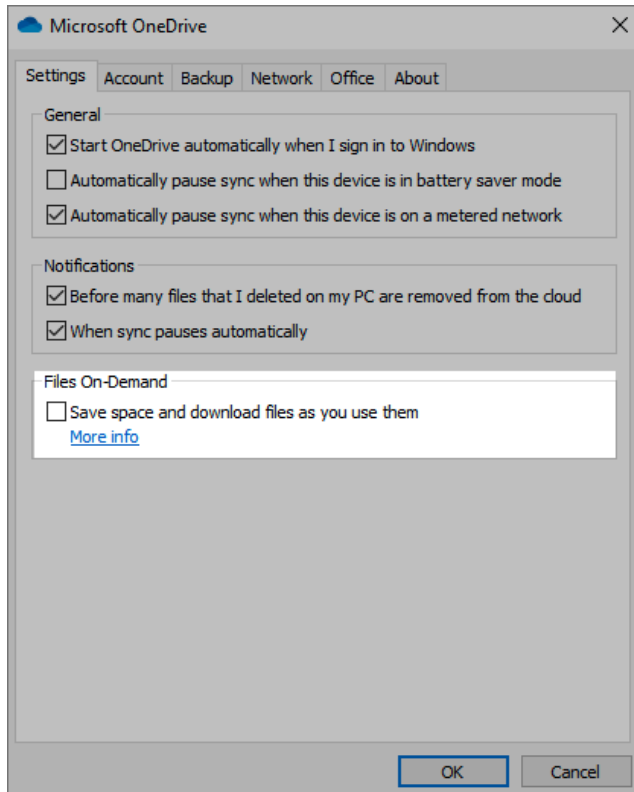 Microsoft OneDrive
Settings Account Backup Network Office About
General
Start OneDrive automatically when I sign in to Windows
Automatically pause sync when this device is in battery saver mode
Automatically pause sync when this device is on a metered network
Notifications
Before many files that I deleted on my PC are removed from the cloud
When sync pauses automatically
Files On-Demand
Save space and download files as you use them
More info
OK Cancel